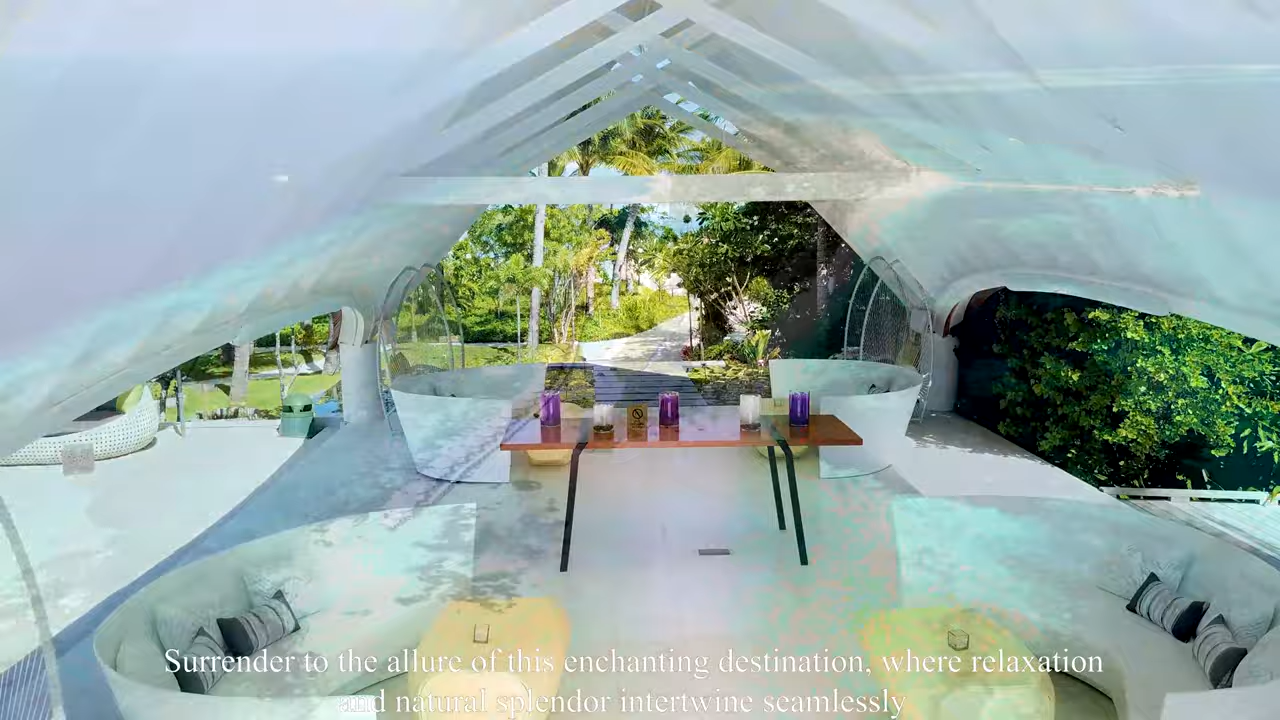 Surrender to the allure of this enchanting destination, where relaxation
and natural splendor intertwine seamlessly